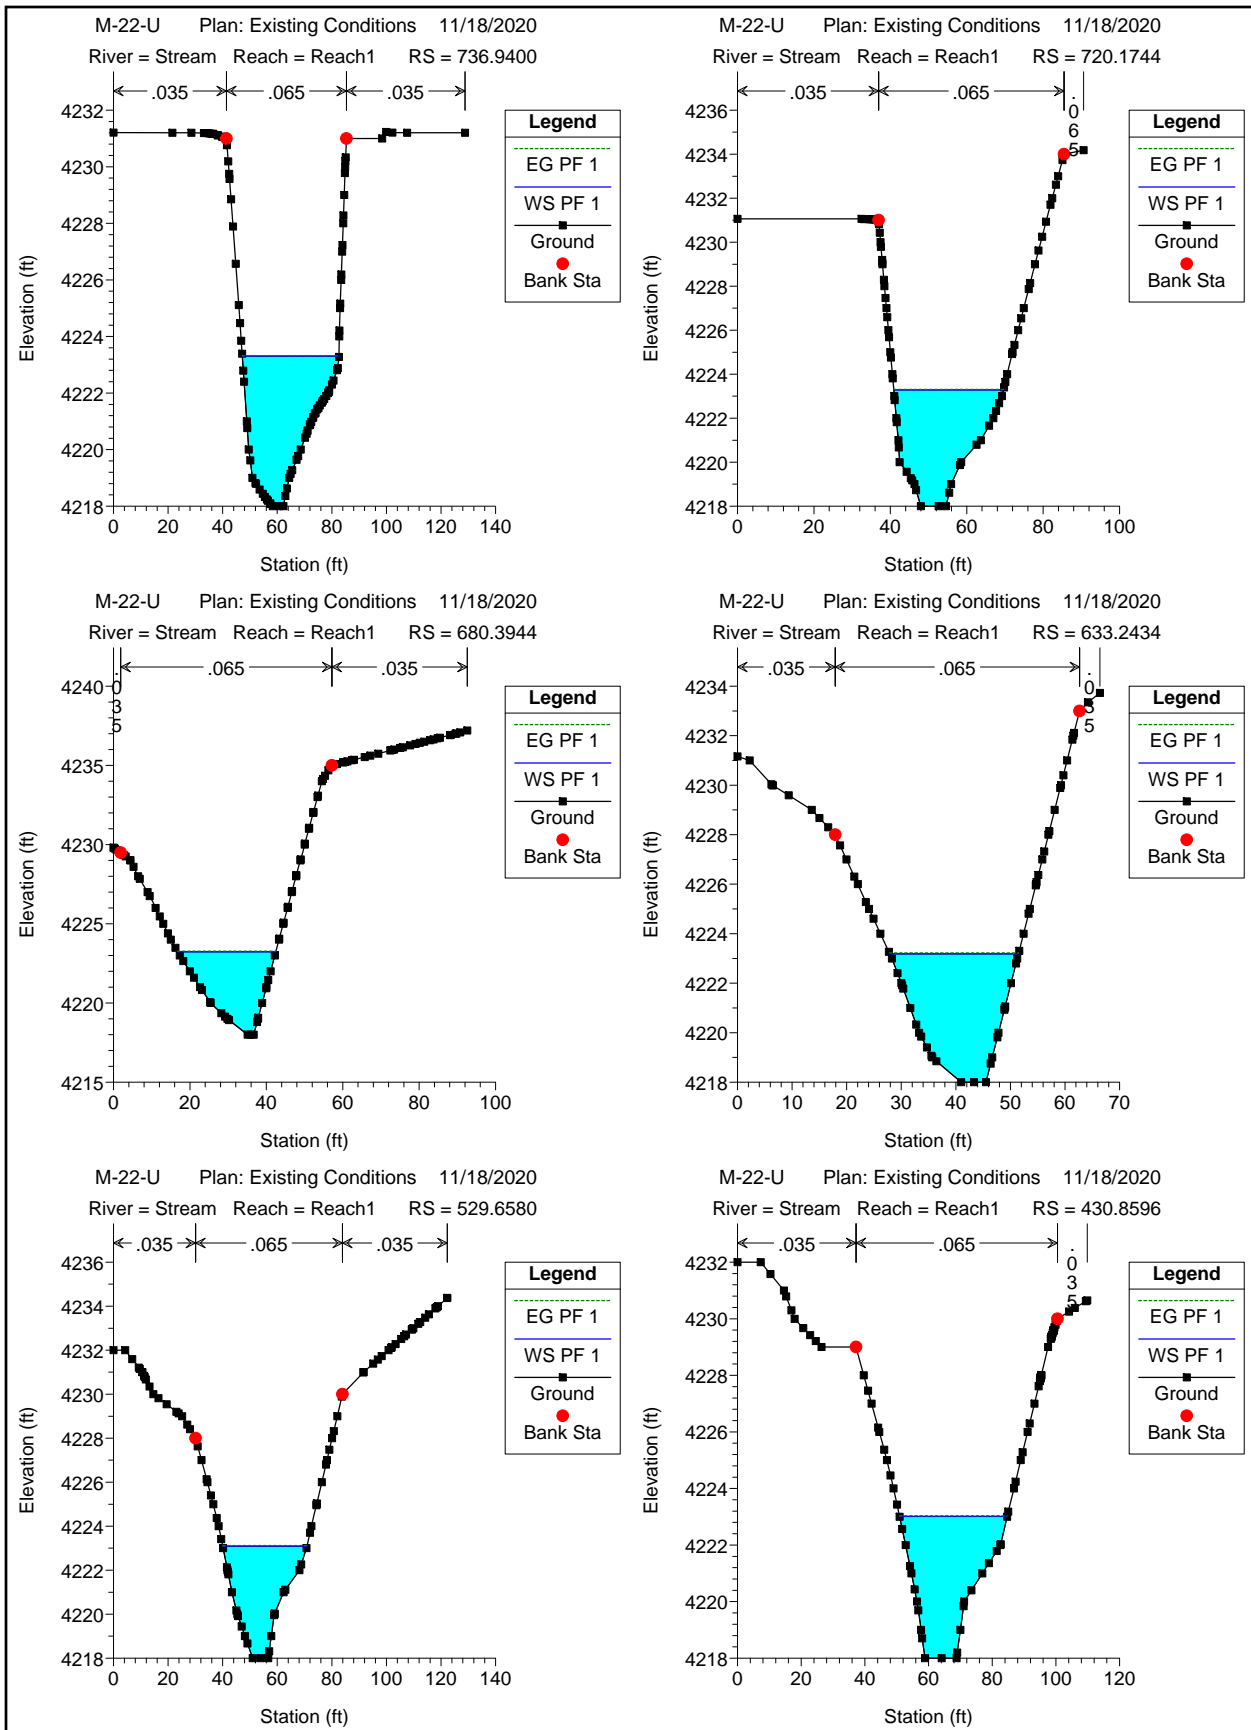 M-22-U Plan: Existing Conditions 11/18/2020
River = Stream Reach = Reach1 RS = 736.9400
.035 .065 .035
4232
4230
4228
4226
4224
4222
4220
4218
0 20 40 60 80 100 120 140
Station (ft)
Elevation (ft)
Legend
EG PF 1
WS PF 1
Ground
Bank Sta
M-22-U Plan: Existing Conditions 11/18/2020
River = Stream Reach = Reach1 RS = 720.1744
.035 .065 .065
4236
4234
4232
4230
4228
4226
4224
4222
4220
4218
0 20 40 60 80 100
Station (ft)
Elevation (ft)
Legend
EG PF 1
WS PF 1
Ground
Bank Sta
M-22-U Plan: Existing Conditions 11/18/2020
River = Stream Reach = Reach1 RS = 680.3944
.035 .065 .035
4240
4235
4230
4225
4220
4215
0 20 40 60 80 100
Station (ft)
Elevation (ft)
Legend
EG PF 1
WS PF 1
Ground
Bank Sta
M-22-U Plan: Existing Conditions 11/18/2020
River = Stream Reach = Reach1 RS = 633.2434
.035 .065 .035
4234
4232
4230
4228
4226
4224
4222
4220
4218
0 10 20 30 40 50 60 70
Station (ft)
Elevation (ft)
Legend
EG PF 1
WS PF 1
Ground
Bank Sta
M-22-U Plan: Existing Conditions 11/18/2020
River = Stream Reach = Reach1 RS = 529.6580
.035 .065 .035
4236
4234
4232
4230
4228
4226
4224
4222
4220
4218
0 20 40 60 80 100 120 140
Station (ft)
Elevation (ft)
Legend
EG PF 1
WS PF 1
Ground
Bank Sta
M-22-U Plan: Existing Conditions 11/18/2020
River = Stream Reach = Reach1 RS = 430.8596
.035 .065 .035
4232
4230
4228
4226
4224
4222
4220
4218
0 20 40 60 80 100 120
Station (ft)
Elevation (ft)
Legend
EG PF 1
WS PF 1
Ground
Bank Sta